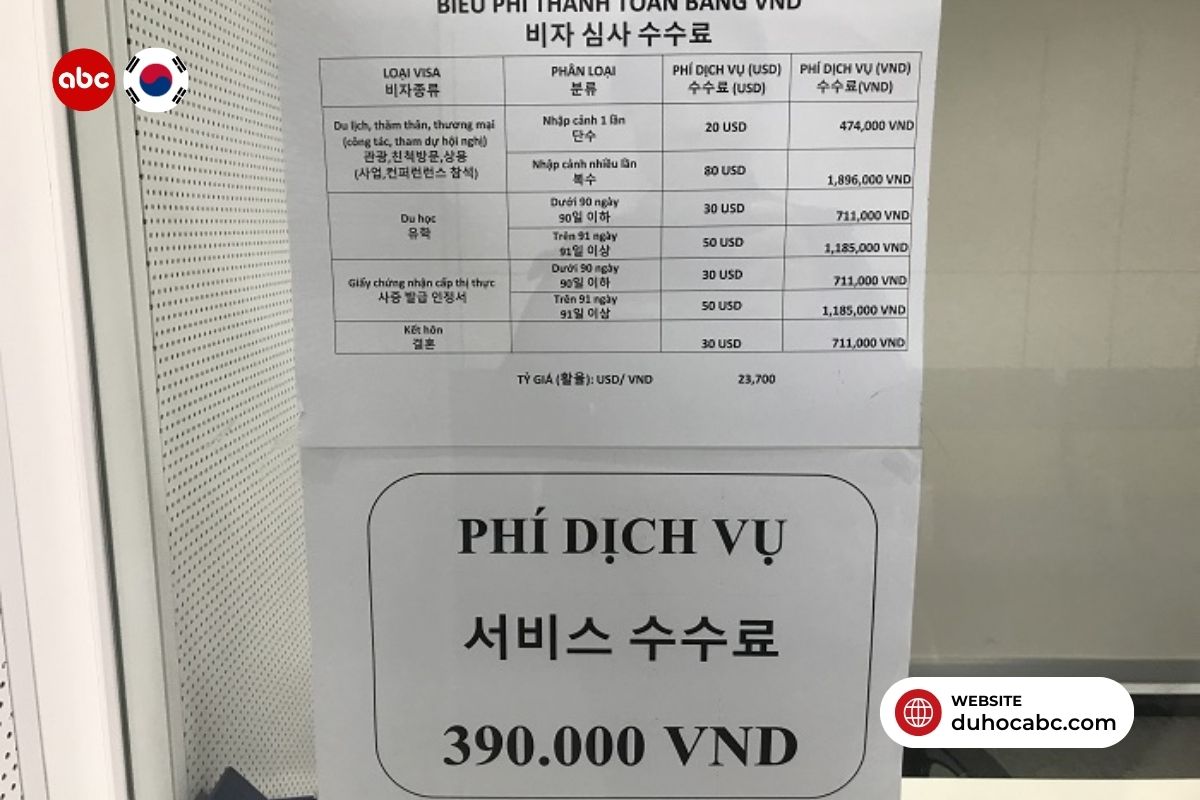 abc
BIỂU PHÍ THANH TOÁN BẰNG VND
비자 심사 수수료
LOẠI VISA
비자종류
PHÂN LOẠI
분류
PHÍ DỊCH VỤ (USD)
수수료 (USD)
PHÍ DỊCH VỤ (VND)
수수료(VND)
Du lịch, thăm thân, thương mại
(công tác, tham dự hội nghị)
관광,친척방문,상용
(사업,컨퍼런런스 참석)
Nhập cảnh 1 lần
단수
20 USD
474,000 VND
Nhập cảnh nhiều lần
복수
80 USD
1,896,000 VND
Du học
유학
Dưới 90 ngày
90일 이하
30 USD
711,000 VND
Trên 91 ngày
91일 이상
50 USD
1,185,000 VND
Giấy chứng nhận cấp thị thực
사증 발급 인정서
Dưới 90 ngày
90일 이하
30 USD
711,000 VND
Trên 91 ngày
91일 이상
50 USD
1,185,000 VND
Kết hôn
결혼
30 USD
711,000 VND
TỶ GIÁ (활율): USD/ VND 23,700
PHÍ DỊCH VỤ
서비스 수수료
390.000 VND
WEBSITE
duhocabc.com